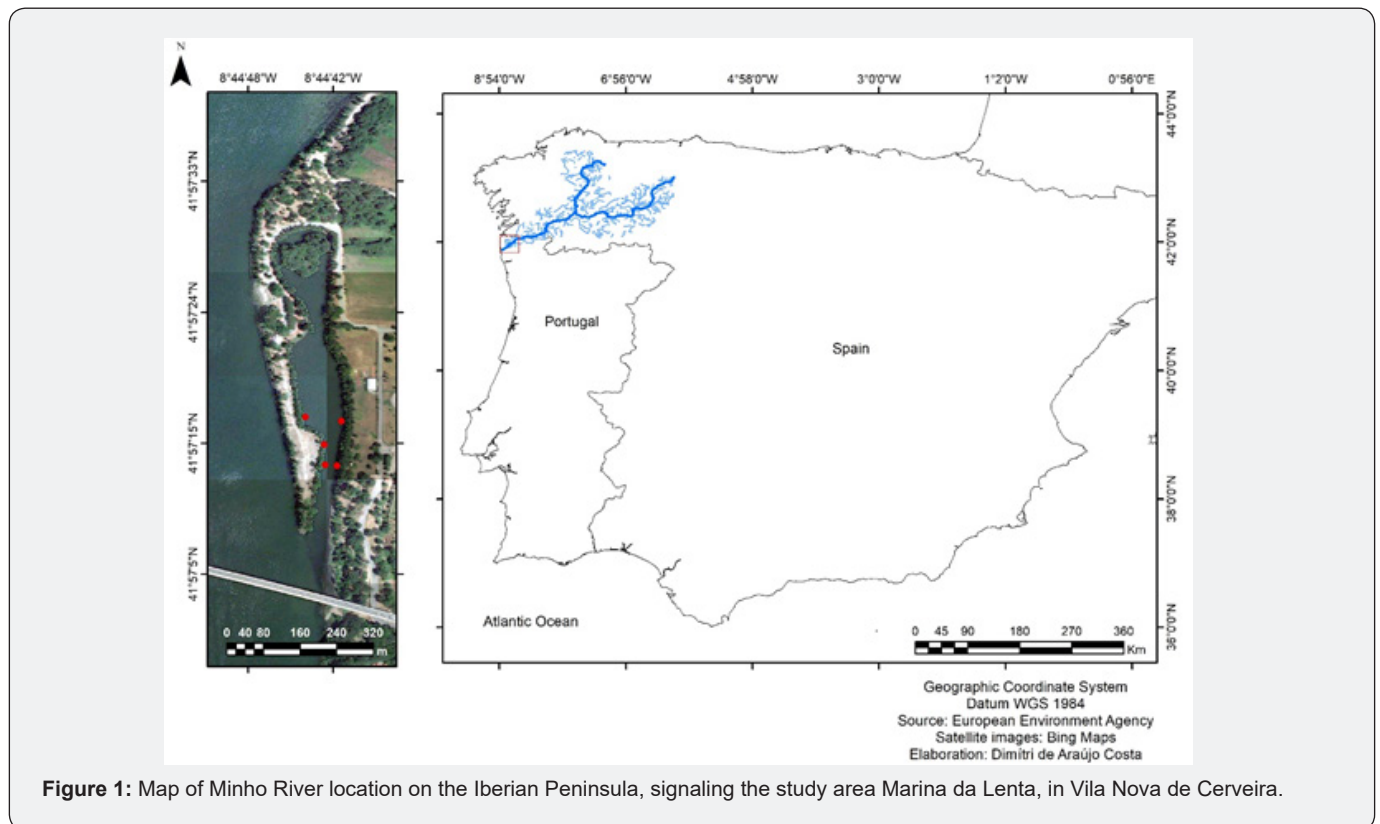 N
8°44'48"W 8°44'42"W
8°54'0"W 6°56'0"W 4°58'0"W 3°0'0"W 1°2'0"W 0°56'0"E
41°57'33"N
41°57'24"N
41°57'15"N
41°57'5"N
0 40 80 160 240 320
m
44°0'0"N
42°0'0"N
40°0'0"N
38°0'0"N
36°0'0"N
Portugal
Spain
Atlantic Ocean
0 45 90 180 270 360
Km
Geographic Coordinate System
Datum WGS 1984
Source: European Environment Agency
Satellite images: Bing Maps
Elaboration: Dimítri de Araújo Costa
Figure 1: Map of Minho River location on the Iberian Peninsula, signaling the study area Marina da Lenta, in Vila Nova de Cerveira.